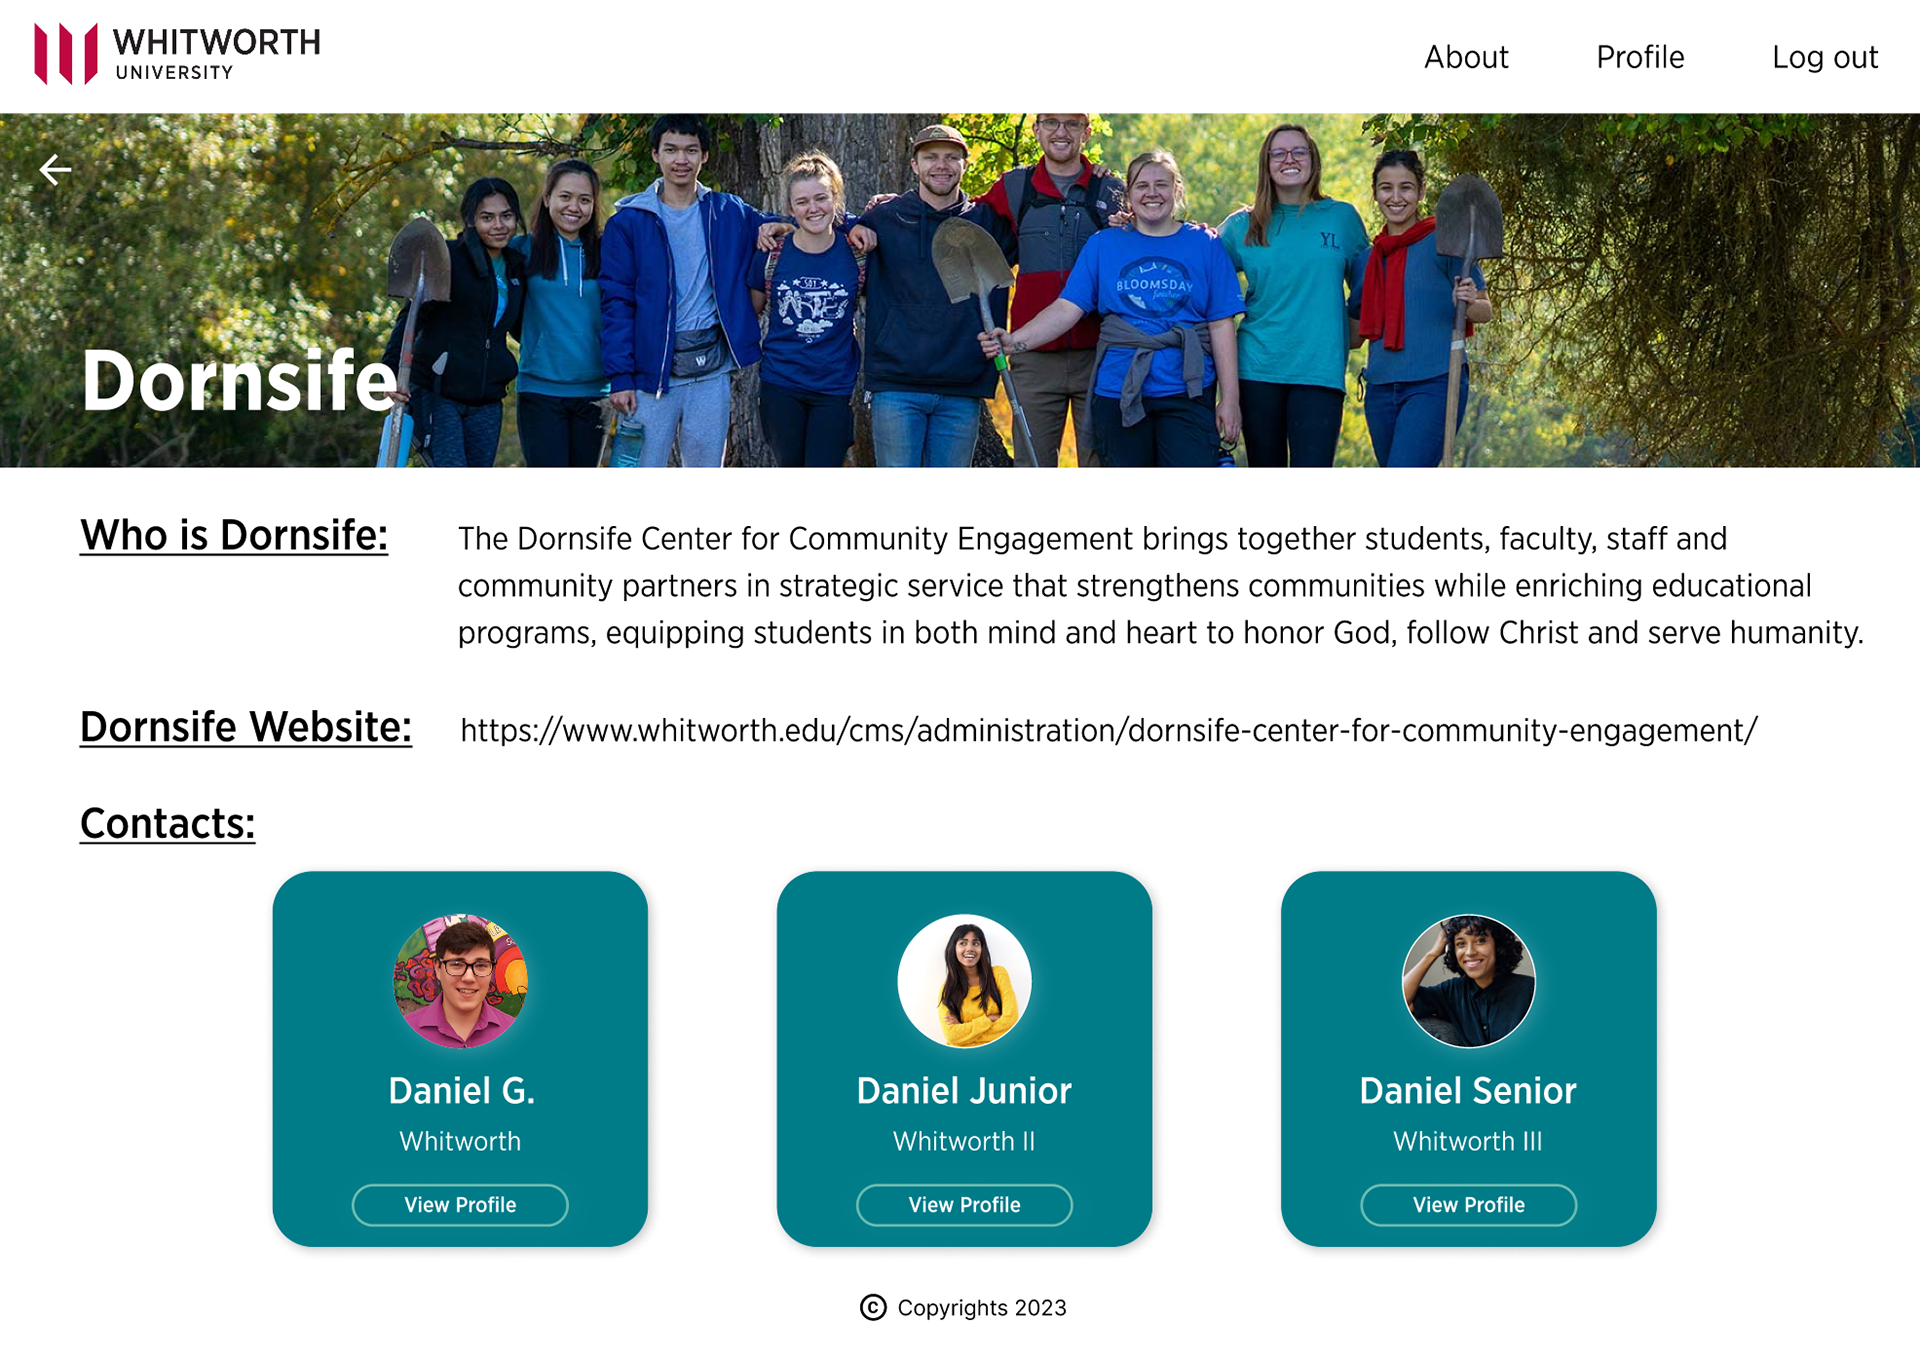 WHITWORTH
UNIVERSITY
About
Profile
Log out
YL
BLOOMSDAY
finisher
W
Dornsife
Who is Dornsife:
The Dornsife Center for Community Engagement brings together students, faculty, staff and
community partners in strategic service that strengthens communities while enriching educational
programs, equipping students in both mind and heart to honor God, follow Christ and serve humanity.
Dornsife Website:
https://www.whitworth.edu/cms/administration/dornsife-center-for-community-engagement/
Contacts:
Daniel G.
Whitworth
View Profile
Daniel Junior
Whitworth II
View Profile
Daniel Senior
Whitworth III
View Profile
© Copyrights 2023